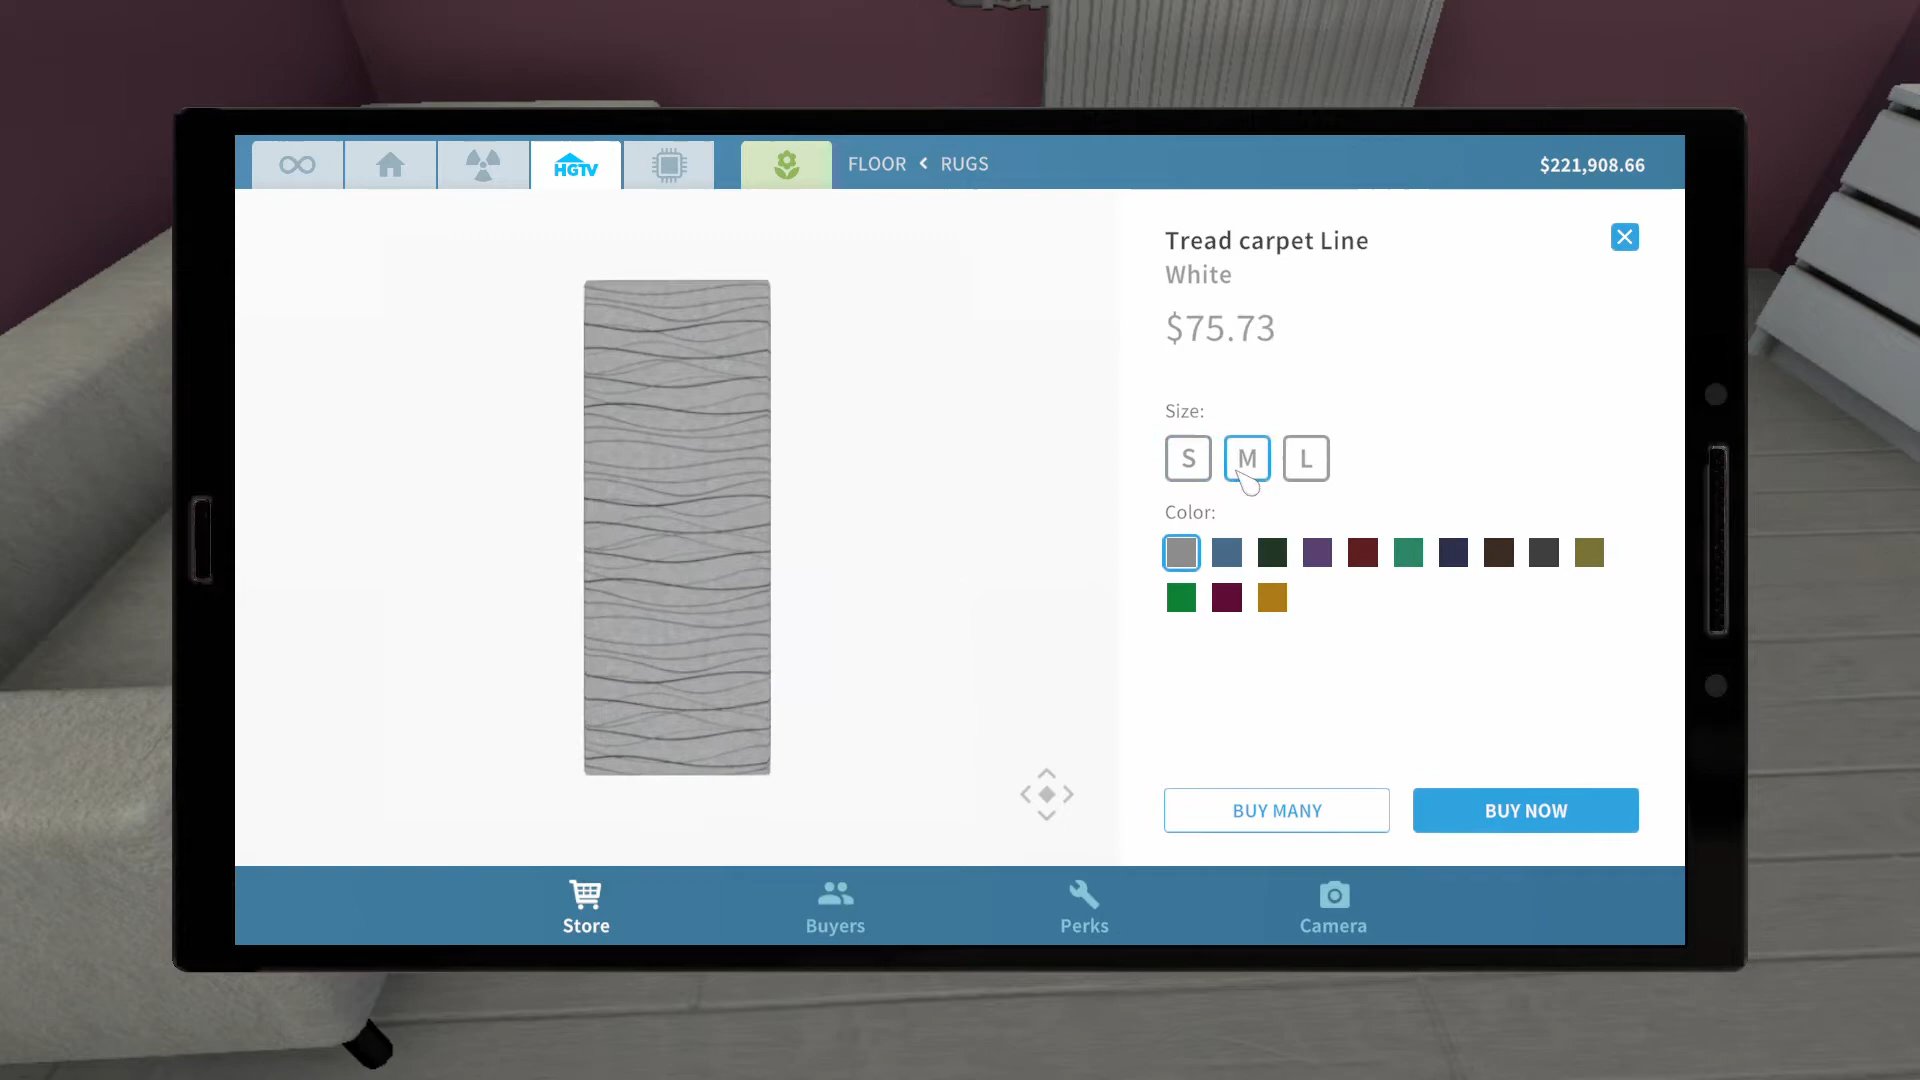 HGTV
FLOOR < RUGS
$221,908.66
Tread carpet Line
White
$75.73
Size:
S M L
Color:
BUY MANY
BUY NOW
Store
Buyers
Perks
Camera